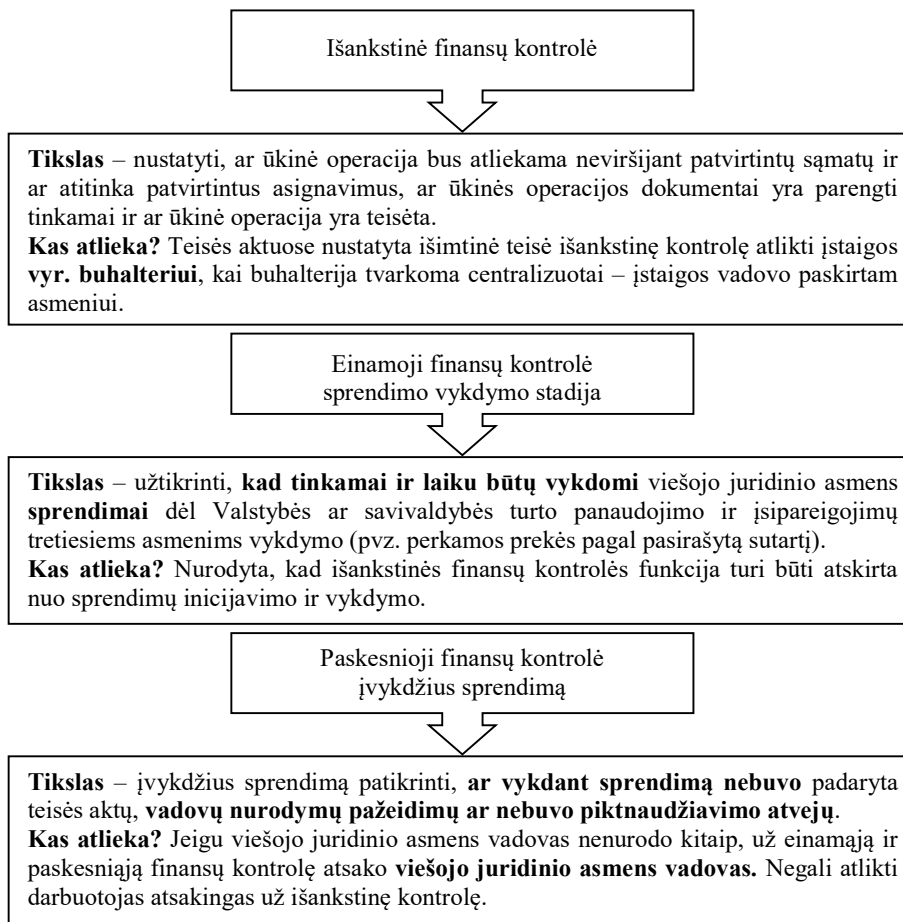 Išankstinė finansų kontrolė
Tikslas – nustatyti, ar ūkinė operacija bus atliekama neviršijant patvirtintų sąmatų ir
ar atitinka patvirtintus asignavimus, ar ūkinės operacijos dokumentai yra parengti
tinkamai ir ar ūkinė operacija yra teisėta.
Kas atlieka? Teisės aktuose nustatyta išimtinė teisė išankstinę kontrolę atlikti įstaigos
vyr. buhalteriui, kai buhalterija tvarkoma centralizuotai – įstaigos vadovo paskirtam
asmeniui.
Einamoji finansų kontrolė
sprendimo vykdymo stadija
Tikslas – užtikrinti, kad tinkamai ir laiku būtų vykdomi viešojo juridinio asmens
sprendimai dėl Valstybės ar savivaldybės turto panaudojimo ir įsipareigojimų
tretiesiems asmenims vykdymo (pvz. perkamos prekės pagal pasirašytą sutartį).
Kas atlieka? Nurodyta, kad išankstinės finansų kontrolės funkcija turi būti atskirta
nuo sprendimų inicijavimo ir vykdymo.
Paskesnioji finansų kontrolė
įvykdžius sprendimą
Tikslas – įvykdžius sprendimą patikrinti, ar vykdant sprendimą nebuvo padaryta
teisės aktų, vadovų nurodymų pažeidimų ar nebuvo piktnaudžiavimo atvejų.
Kas atlieka? Jeigu viešojo juridinio asmens vadovas nenurodo kitaip, už einamąją ir
paskesniąją finansų kontrolę atsako viešojo juridinio asmens vadovas. Negali atlikti
darbuotojas atsakingas už išankstinę kontrolę.